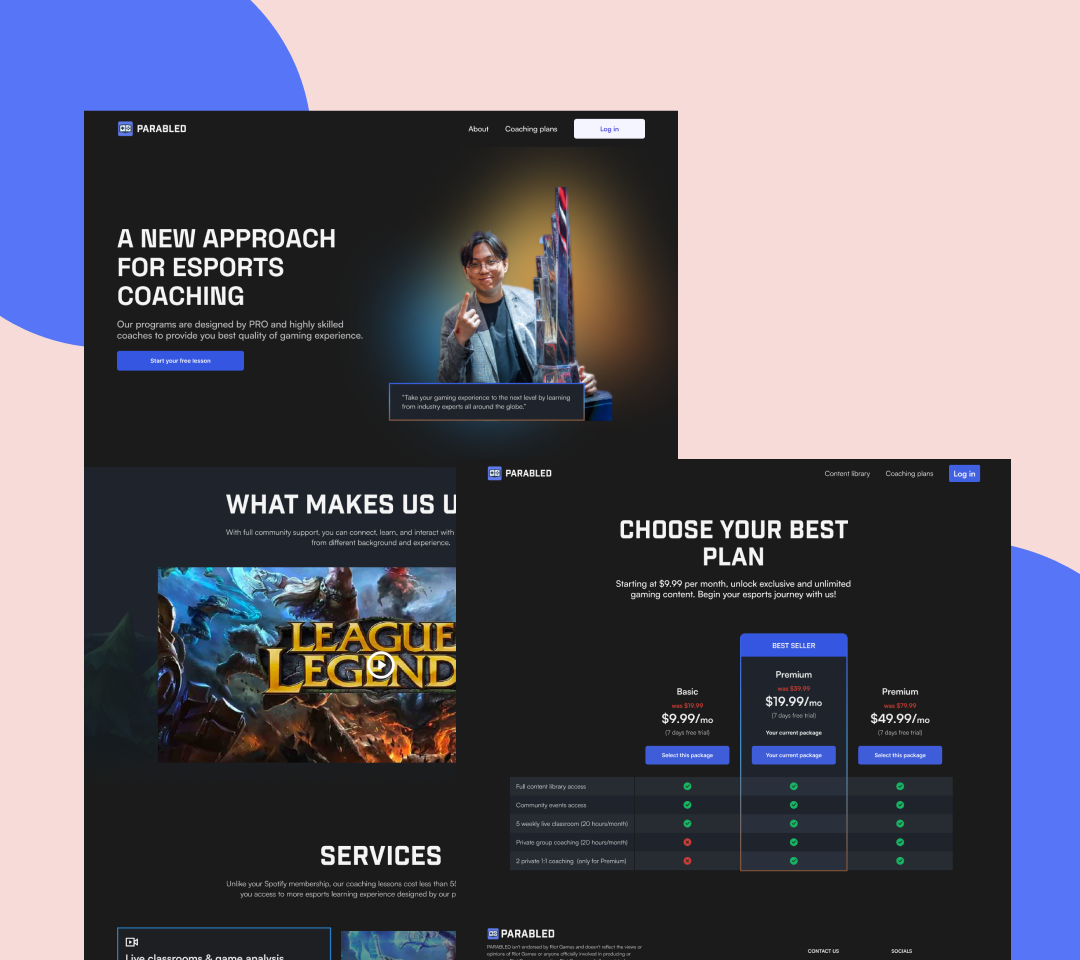 PARABLED
About
Coaching plans
Log in
A NEW APPROACH
FOR ESPORTS
COACHING
Our programs are designed by PRO and highly skilled
coaches to provide you best quality of gaming experience.
Start your free lesson
"Take your gaming experience to the next level by learning
from industry experts all around the globe."
WHAT MAKES US U
With full community support, you can connect, learn, and interact with
from different background and experience.
LEAGUE
LEGEND
SERVICES
Unlike your Spotify membership, our coaching lessons cost less than
you access to more esports learning experience designed by our p
Live classrooms & game analysis
PARABLED
Content library
Coaching plans
Log in
CHOOSE YOUR BEST
PLAN
Starting at $9.99 per month, unlock exclusive and unlimited
gaming content. Begin your esports journey with us!
BEST SELLER
Basic
was $19.99
$9.99/mo
(7 days free trial)
Select this package
Premium
was $39.99
$19.99/mo
(7 days free trial)
Your current package
Your current package
Premium
was $79.99
$49.99/mo
(7 days free trial)
Select this package
Full content library access
Community events access
5 weekly live classroom (20 hours/month)
Private group coaching (20 hours/month)
2 private 1:1 coaching (only for Premium)
PARABLED
PARABLED isn't endorsed by Riot Games and doesn't reflect the views or
opinions of Riot Games or anyone officially involved in producing or
CONTACT US
SOCIALS